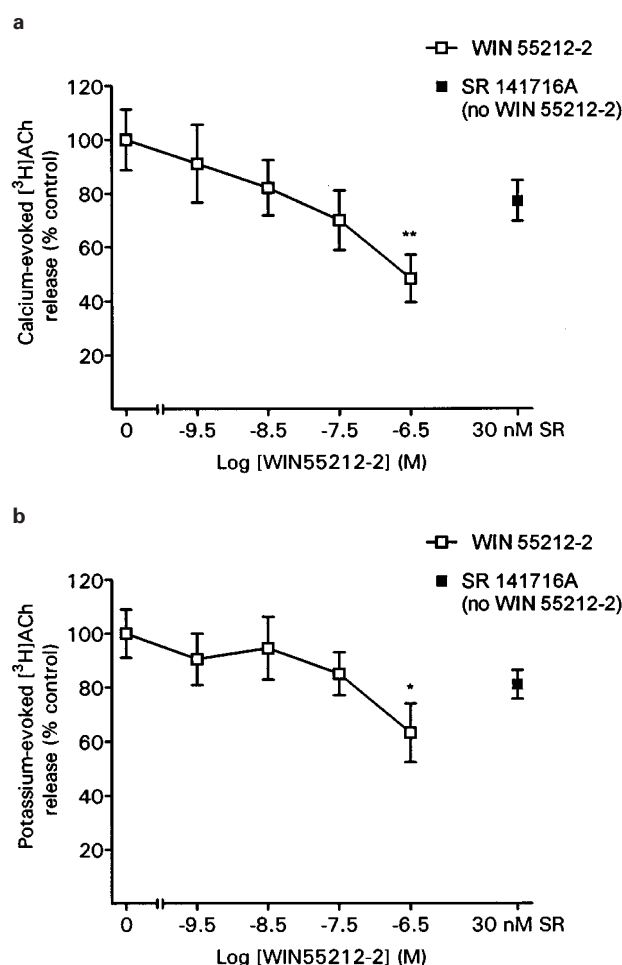 a
WIN 55212-2
SR 141716A
(no WIN 55212-2)
Calcium-evoked [³H]ACh
release (% control)
120
100
80
60
40
20
**
0 -9.5 -8.5 -7.5 -6.5 30 nM SR
Log [WIN55212-2] (M)
b
WIN 55212-2
SR 141716A
(no WIN 55212-2)
Potassium-evoked [³H]ACh
release (% control)
120
100
80
60
40
20
*
0 -9.5 -8.5 -7.5 -6.5 30 nM SR
Log [WIN55212-2] (M)